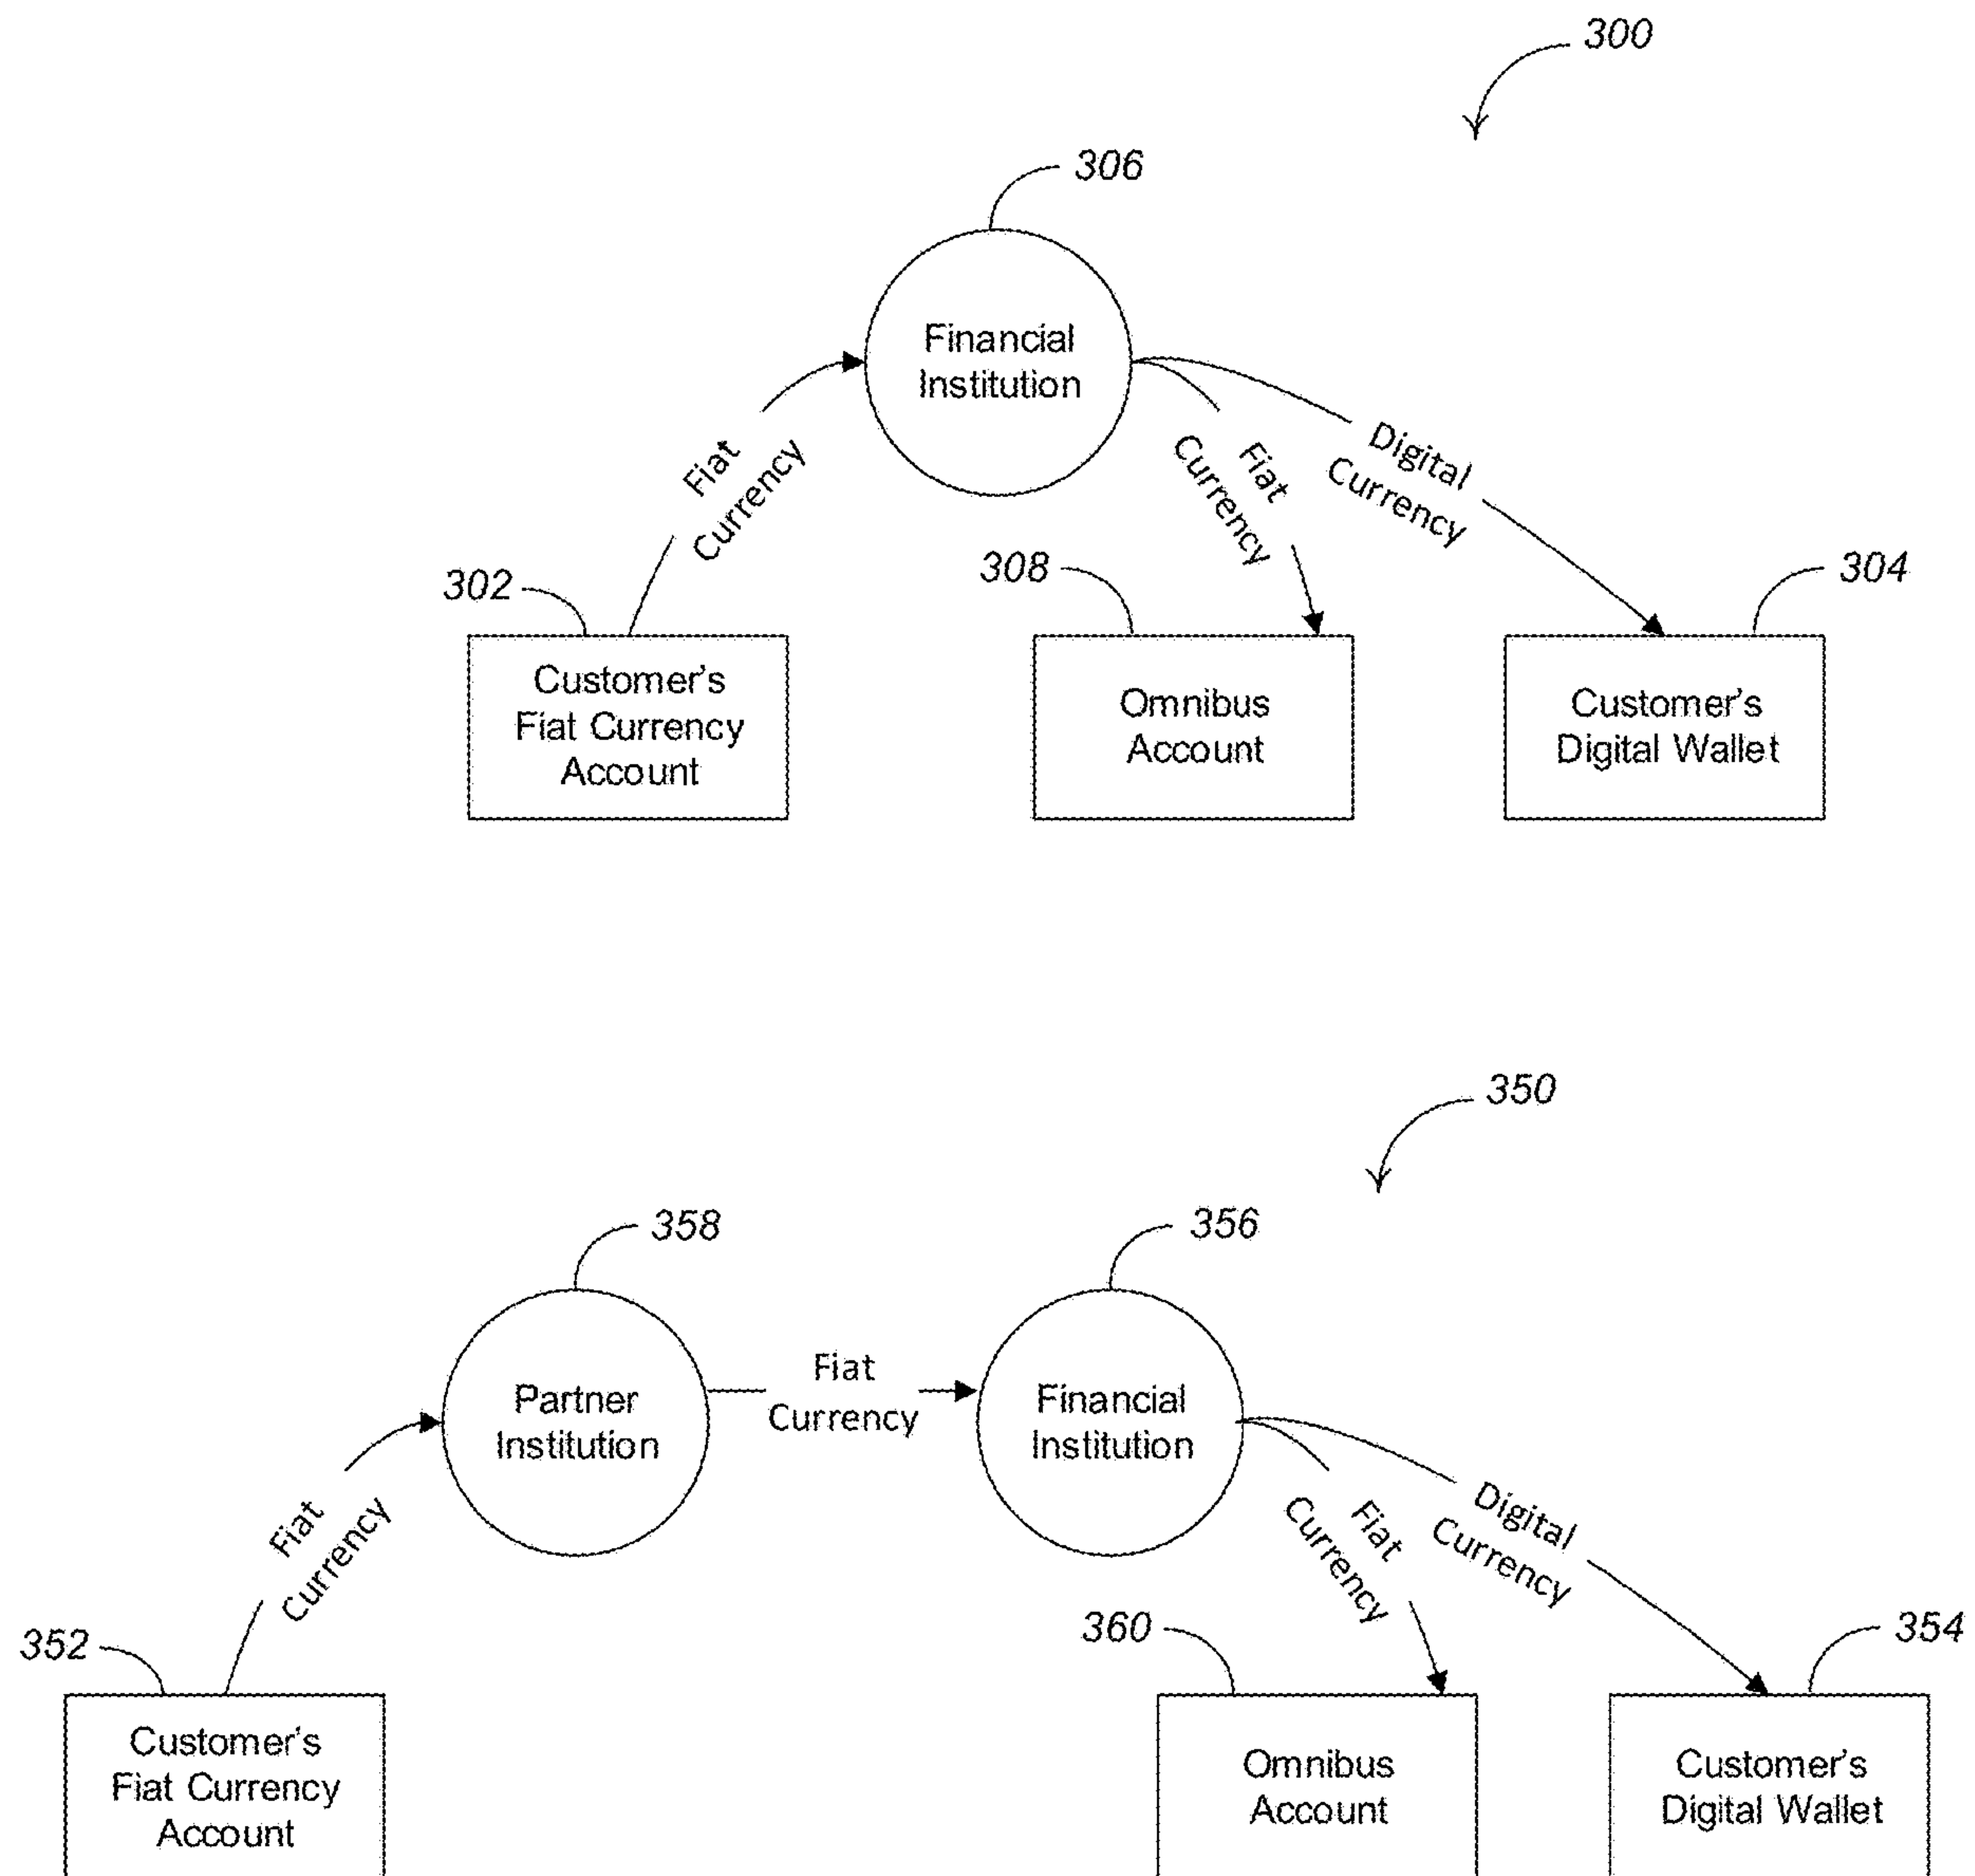 300
306
Financial
Institution
Fiat
Currency
Fiat
Currency
Digital
Currency
302
308
304
Customer's
Fiat Currency
Account
Omnibus
Account
Customer's
Digital Wallet
350
358
356
Partner
Institution
Fiat
Currency
Financial
Institution
Fiat
Currency
Fiat
Currency
Digital
Currency
352
360
354
Customer's
Fiat Currency
Account
Omnibus
Account
Customer's
Digital Wallet